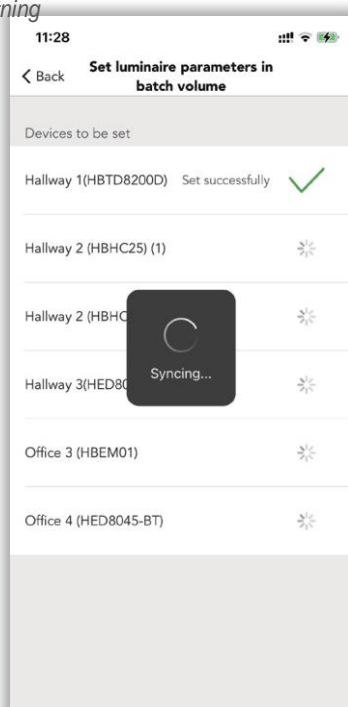 11:28
Back
Set luminaire parameters in
batch volume
Devices to be set
Hallway 1(HBTD8200D) Set successfully
Hallway 2 (HBHC25) (1)
Hallway 2 (HBHC
Hallway 3(HED80
Syncing...
Office 3 (HBEM01)
Office 4 (HED8045-BT)